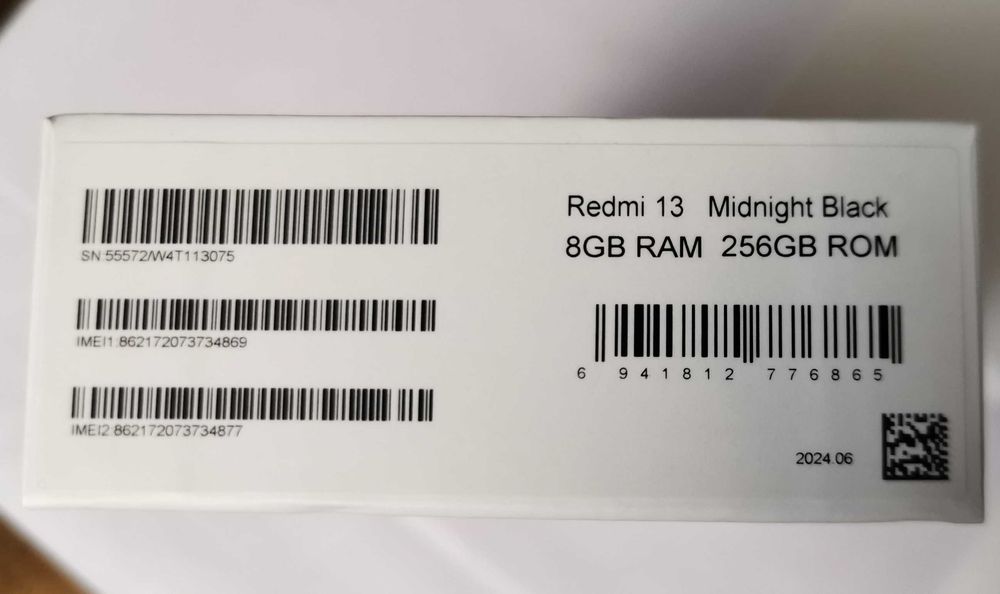 SN:55572/W4T113075
IMEI1:862172073734869
IMEI2:862172073734877
Redmi 13 Midnight Black
8GB RAM 256GB ROM
6 941812 776865
2024.06